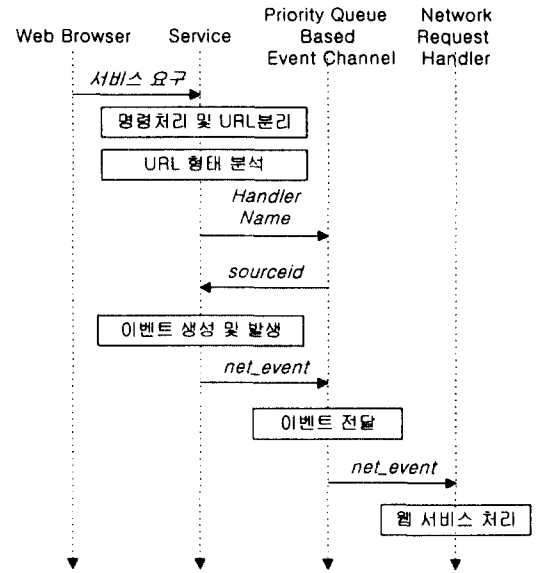 Web Browser
Service
Priority Queue
Based
Event Channel
Network
Request
Handler
서비스 요구
명령처리 및 URL분리
URL 형태 분석
Handler
Name
sourceid
이벤트 생성 및 발생
net_event
이벤트 전달
net_event
웹 서비스 처리